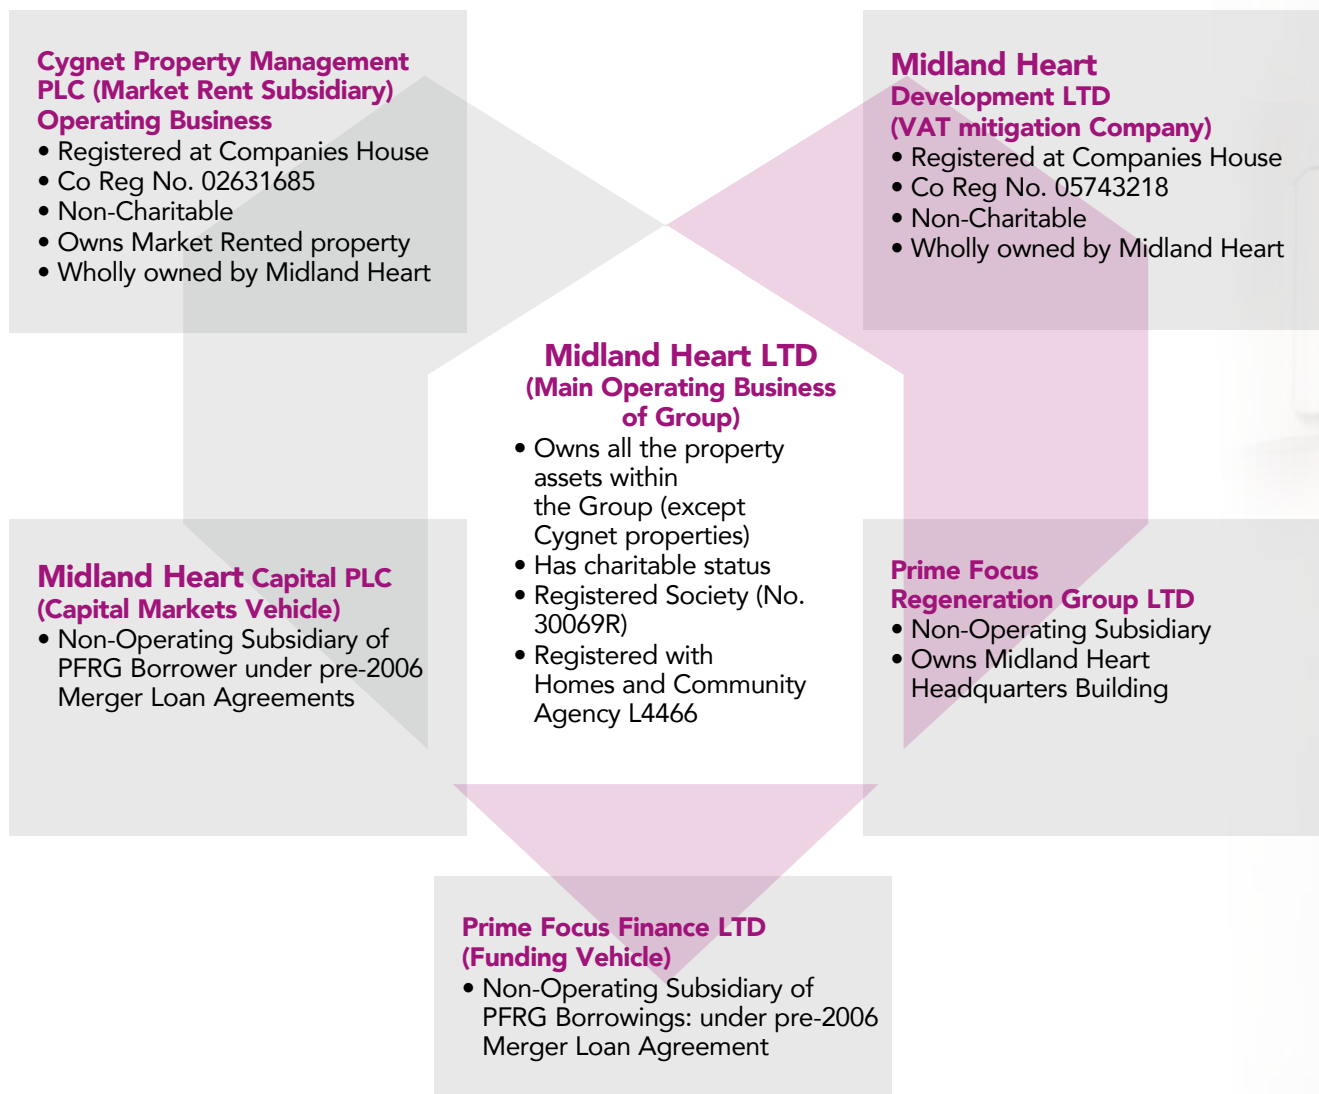 Cygnet Property Management
PLC (Market Rent Subsidiary)
Operating Business
• Registered at Companies House
• Co Reg No. 02631685
• Non-Charitable
• Owns Market Rented property
• Wholly owned by Midland Heart
Midland Heart
Development LTD
(VAT mitigation Company)
• Registered at Companies House
• Co Reg No. 05743218
• Non-Charitable
• Wholly owned by Midland Heart
Midland Heart LTD
(Main Operating Business
of Group)
• Owns all the property
assets within
the Group (except
Cygnet properties)
• Has charitable status
• Registered Society (No.
30069R)
• Registered with
Homes and Community
Agency L4466
Midland Heart Capital PLC
(Capital Markets Vehicle)
• Non-Operating Subsidiary of
PFRG Borrower under pre-2006
Merger Loan Agreements
Prime Focus
Regeneration Group LTD
• Non-Operating Subsidiary
• Owns Midland Heart
Headquarters Building
Prime Focus Finance LTD
(Funding Vehicle)
• Non-Operating Subsidiary of
PFRG Borrowings: under pre-2006
Merger Loan Agreement